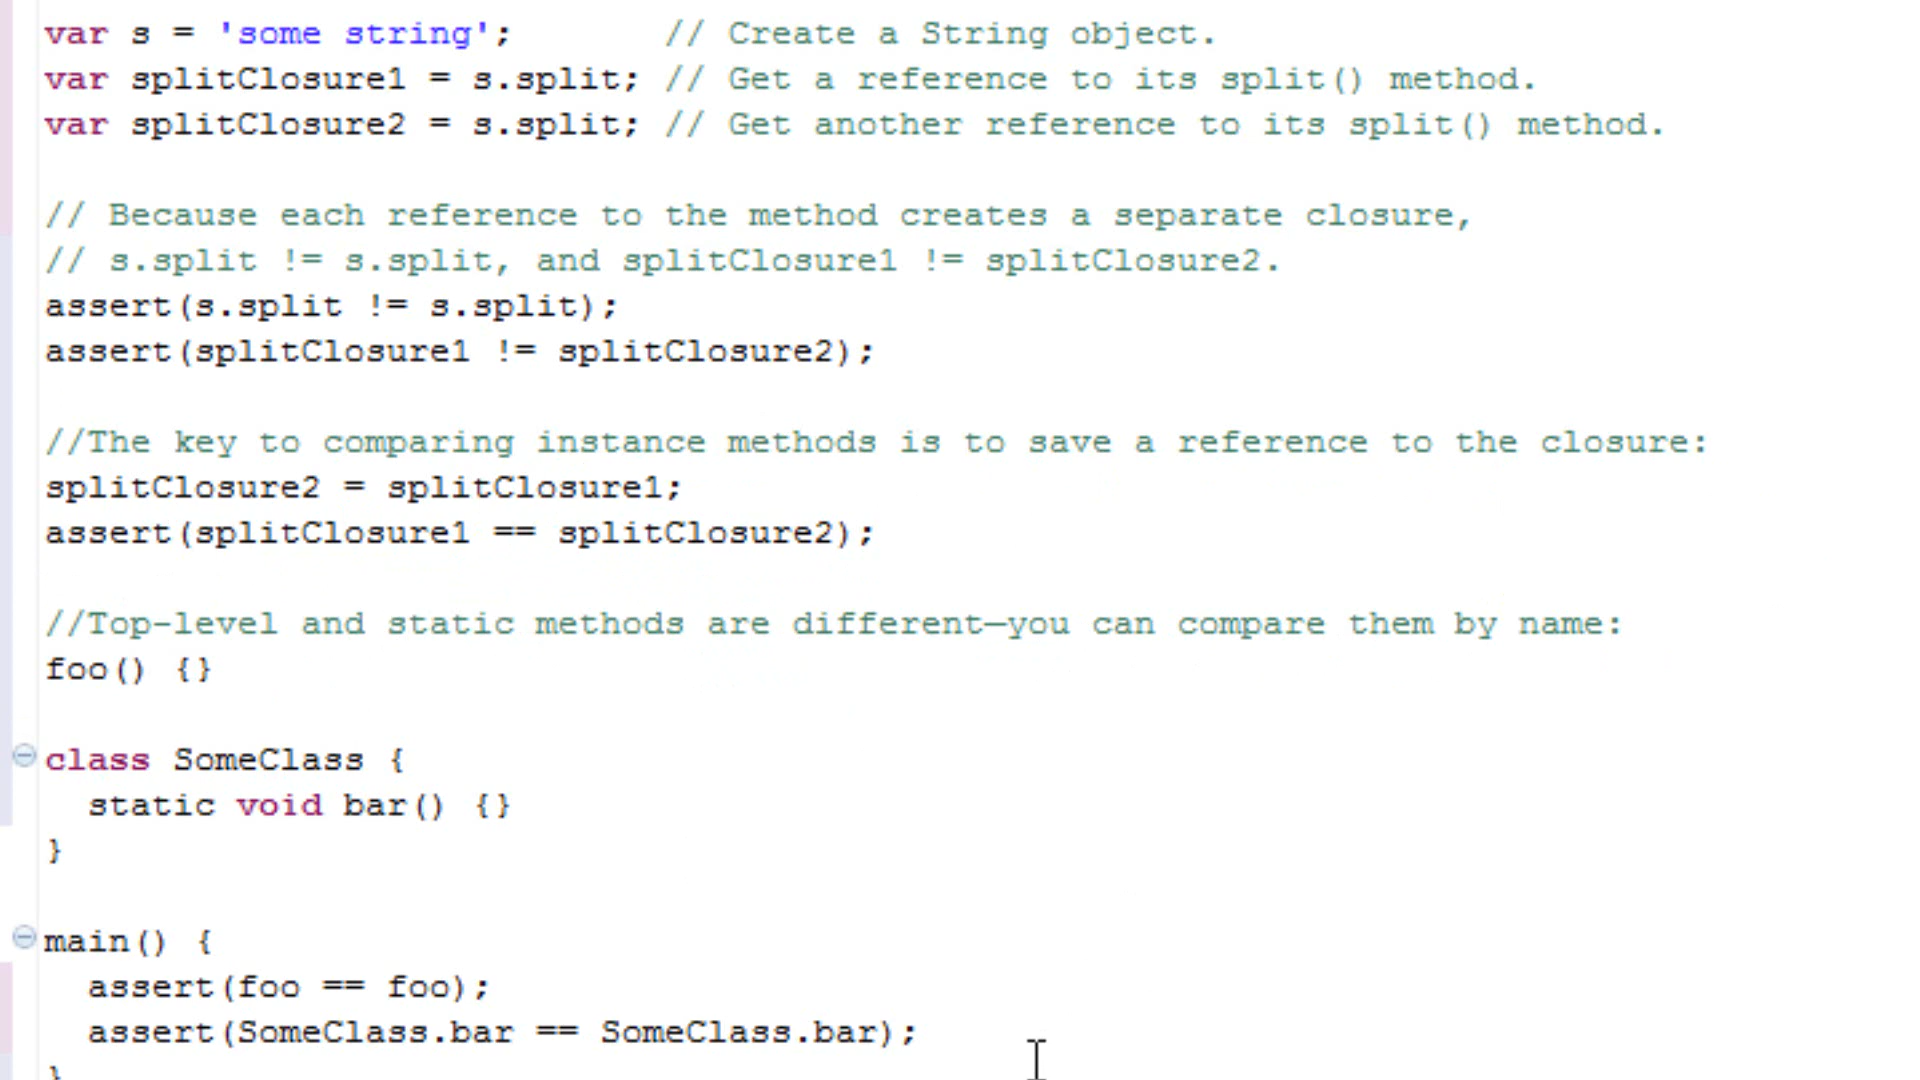 var s = 'some string';       // Create a String object.
var splitClosure1 = s.split; // Get a reference to its split() method.
var splitClosure2 = s.split; // Get another reference to its split() method.

// Because each reference to the method creates a separate closure,
// s.split != s.split, and splitClosure1 != splitClosure2.
assert(s.split != s.split);
assert(splitClosure1 != splitClosure2);

//The key to comparing instance methods is to save a reference to the closure:
splitClosure2 = splitClosure1;
assert(splitClosure1 == splitClosure2);

//Top-level and static methods are different—you can compare them by name:
foo() {}

class SomeClass {
  static void bar() {}
}

main() {
  assert(foo == foo);
  assert(SomeClass.bar == SomeClass.bar);
}